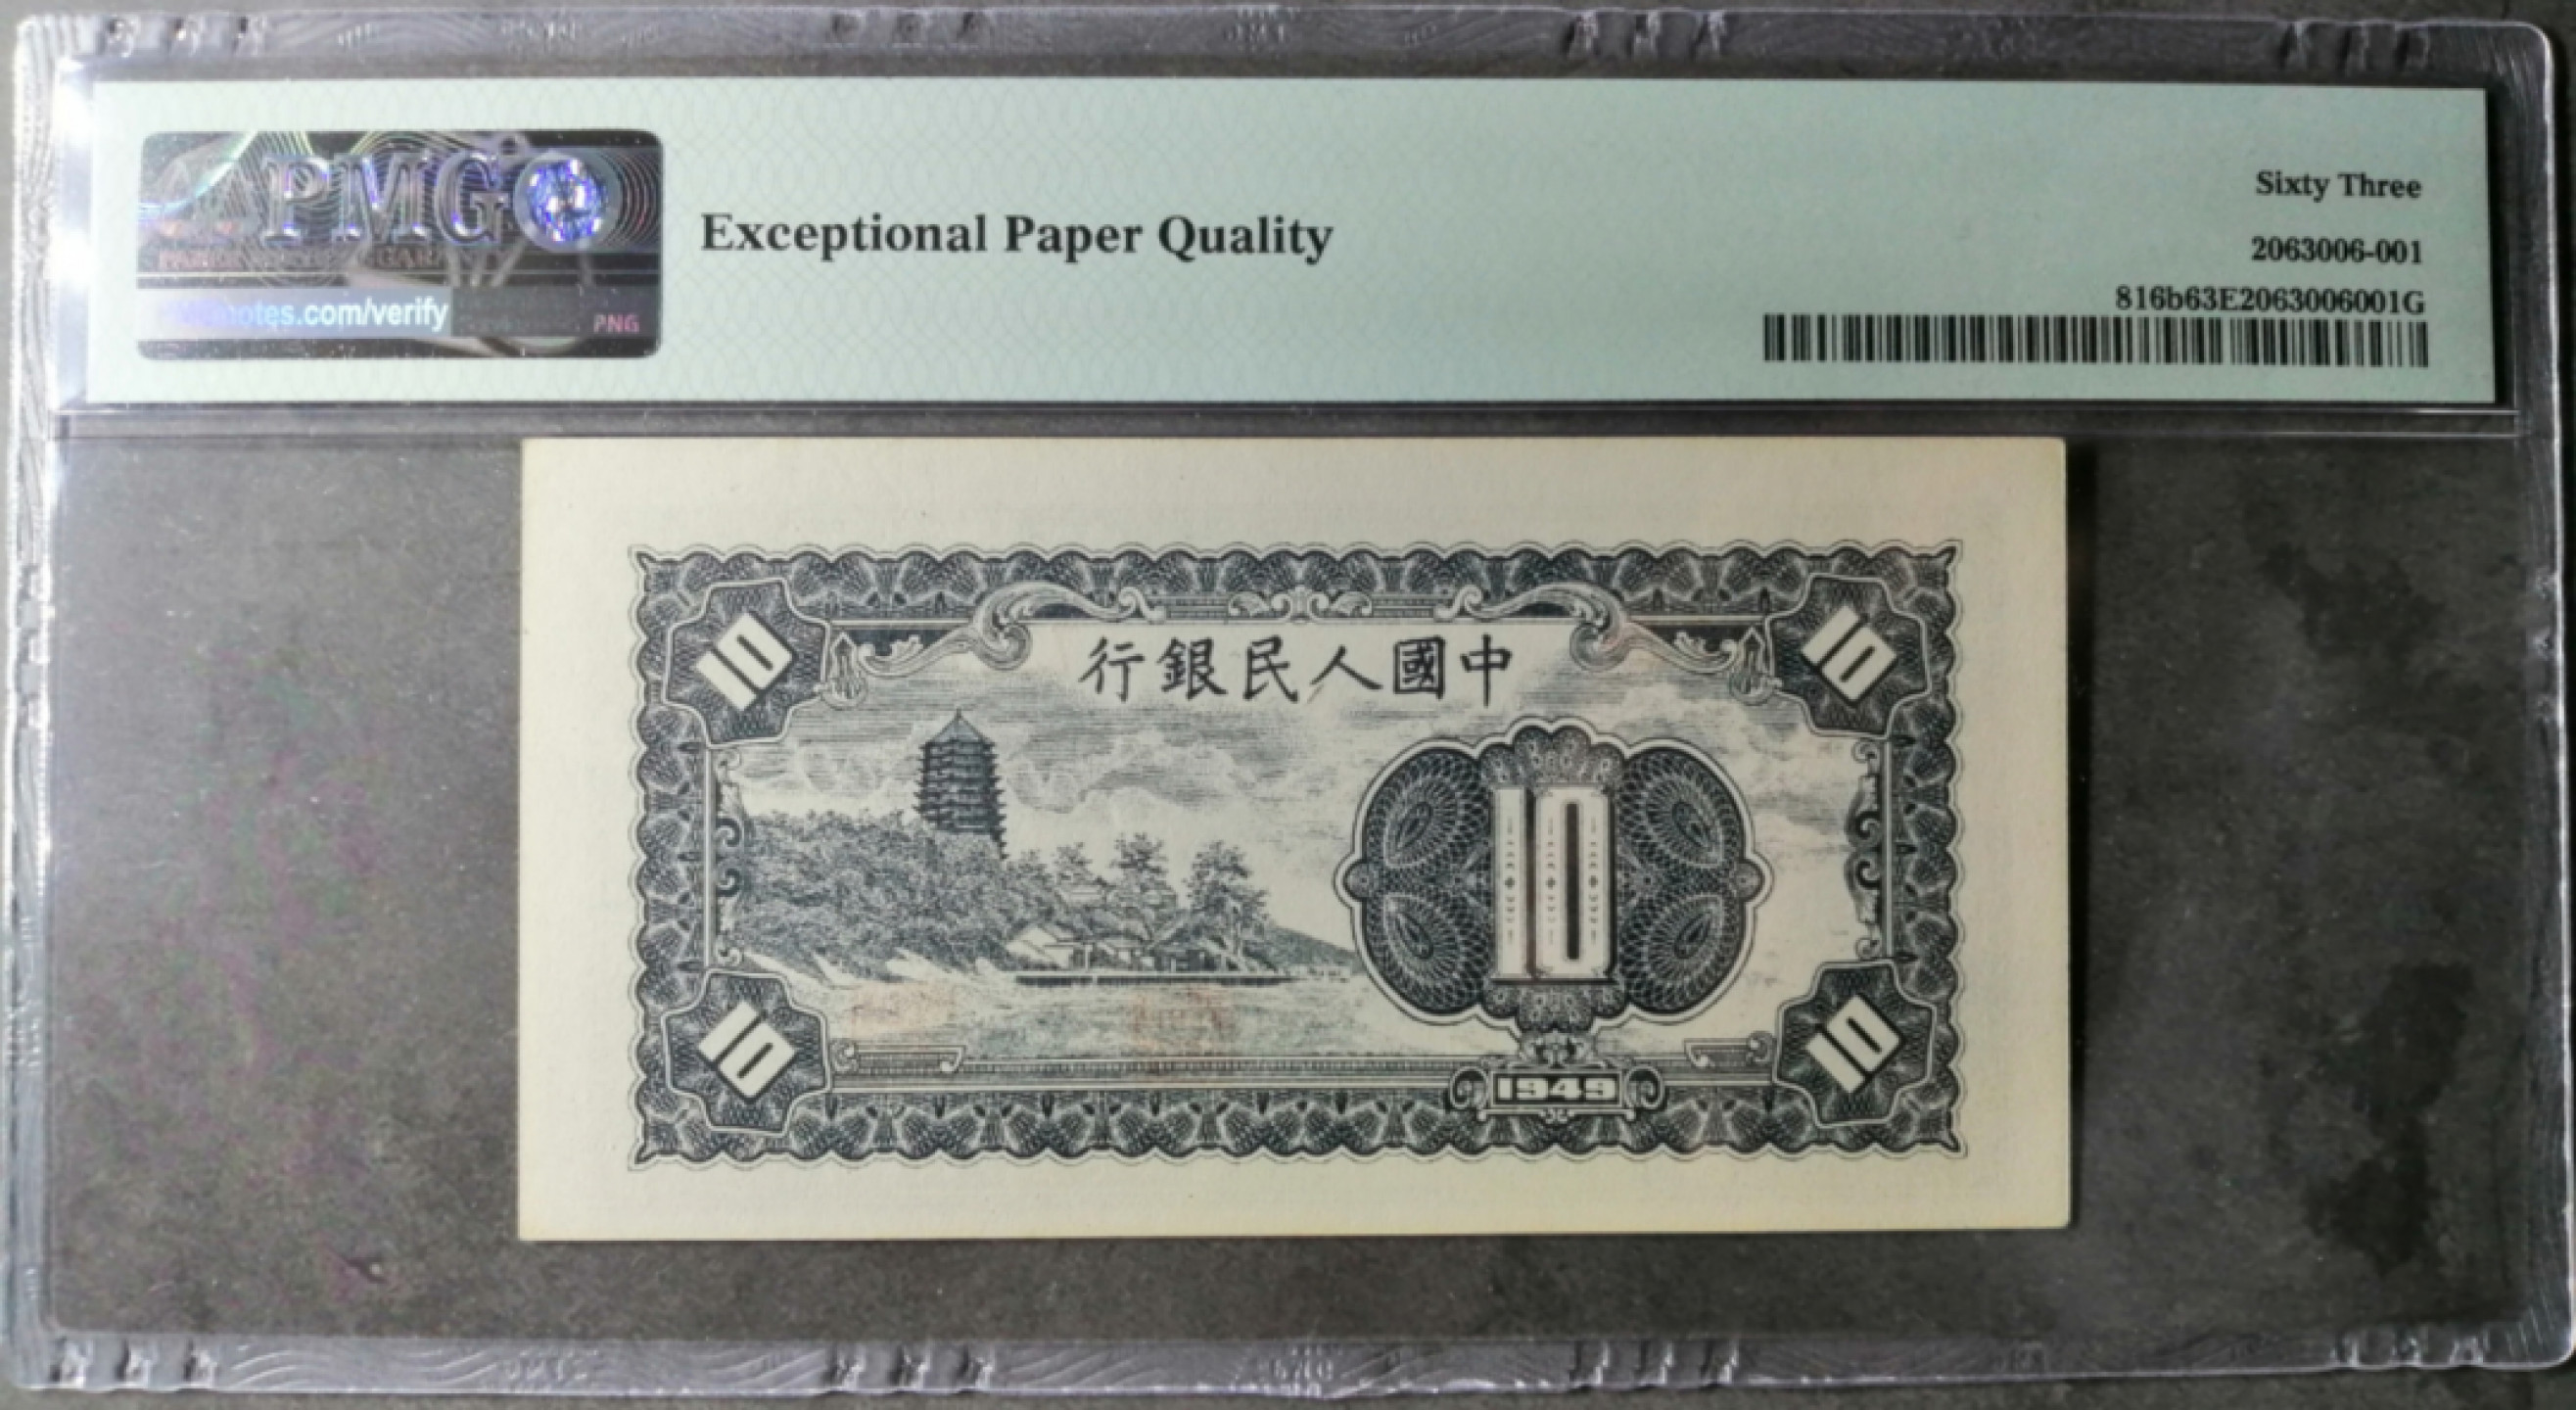 PMG
notes.com/verify
PNG
Exceptional Paper Quality
Sixty Three
2063006-001
816b63E2063006001G
行銀民人國中
10
10
10
10
10
1949